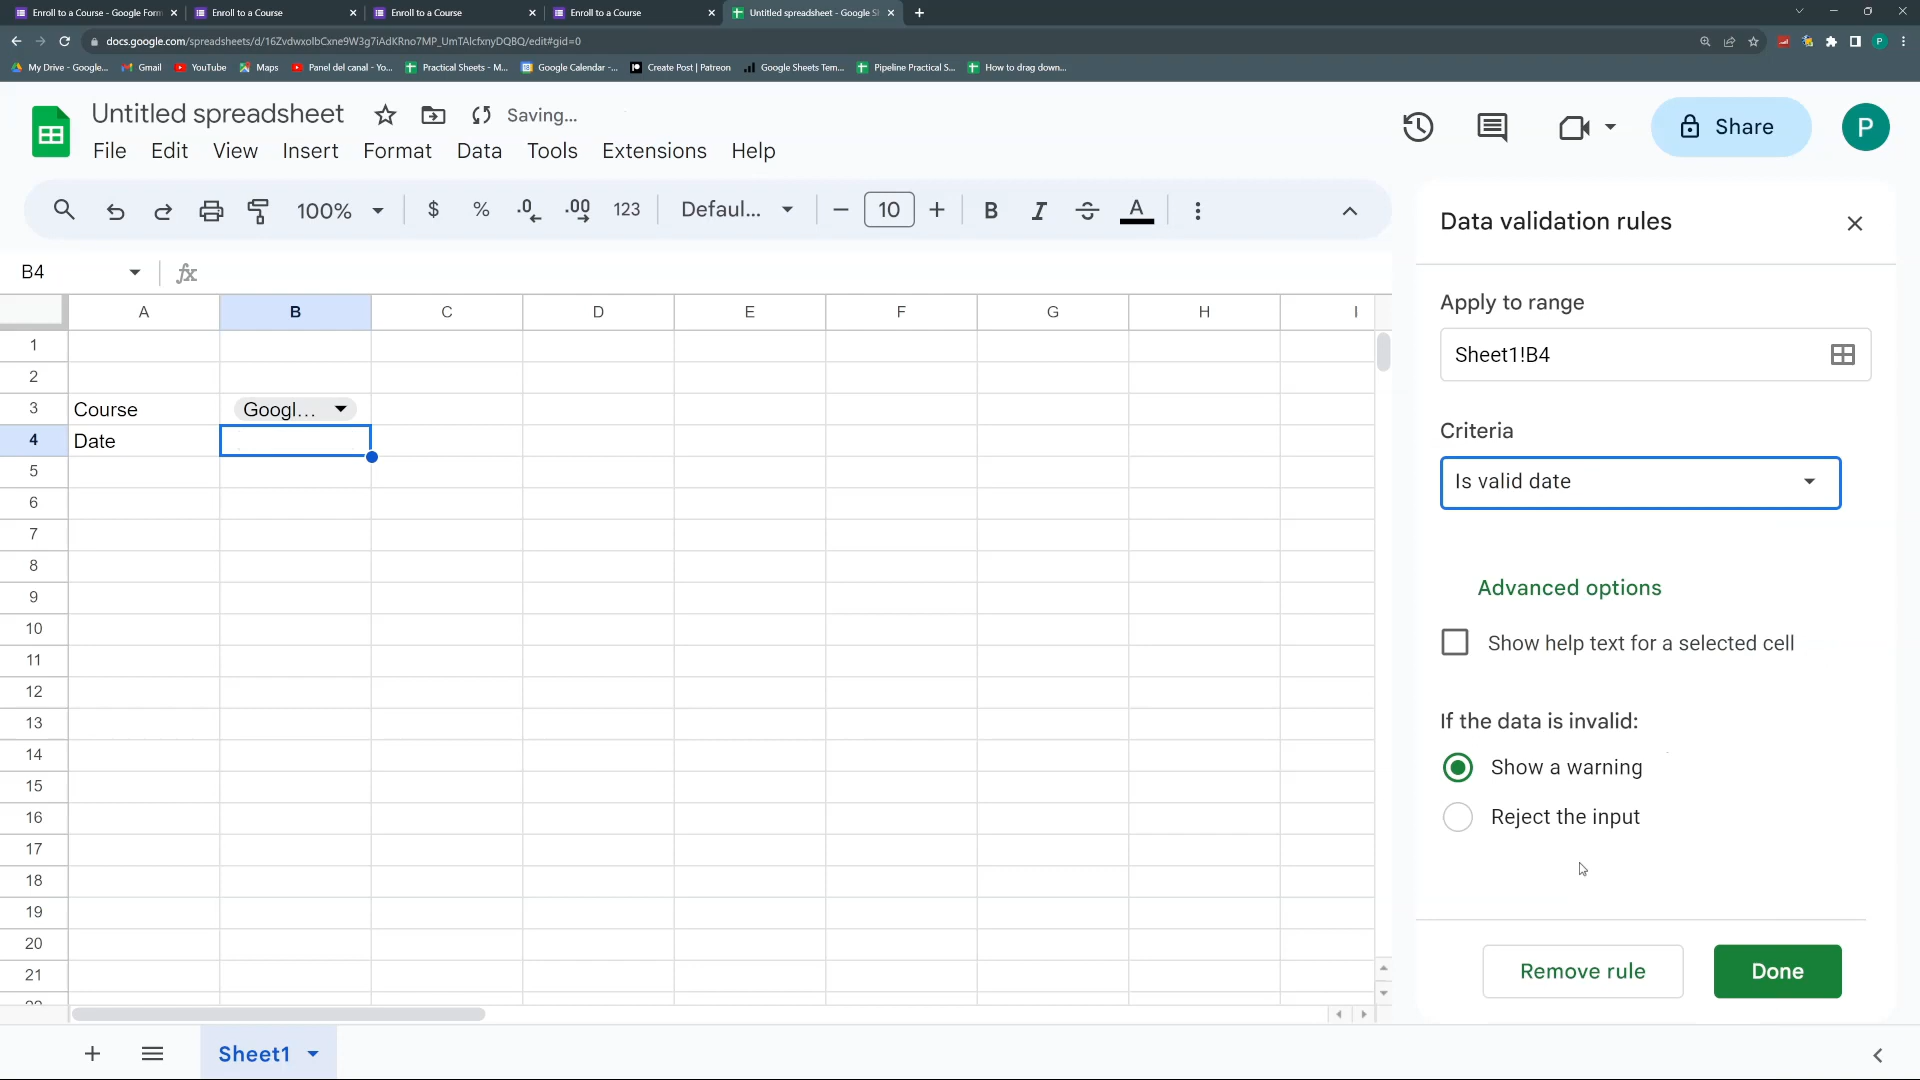 Enroll to a Course - Google Form
Enroll to a Course
Enroll to a Course
Enroll to a Course
Untitled spreadsheet - Google S
docs.google.com/spreadsheets/d/16ZvdwxolbCxne9W3g7iAdKRno7MP_UmTAlcfxnyDQBQ/edit#gid=0
P
My Drive - Google...
Gmail
YouTube
Maps
Panel del canal - Yo...
Practical Sheets - M...
Google Calendar -...
Create Post | Patreon
Google Sheets Tem...
Pipeline Practical S...
How to drag down...
Untitled spreadsheet
Saving...
File Edit View Insert Format Data Tools Extensions Help
Share
P
100% $ % .0 .00 123 Defaul... 10 B I S A
B4 fx
A B C D E F G H I
1
2
3 Course Googl...
4 Date
5
6
7
8
9
10
11
12
13
14
15
16
17
18
19
20
21
22
Data validation rules
Apply to range
Sheet1!B4
Criteria
Is valid date
Advanced options
Show help text for a selected cell
If the data is invalid:
Show a warning
Reject the input
Remove rule
Done
Sheet1